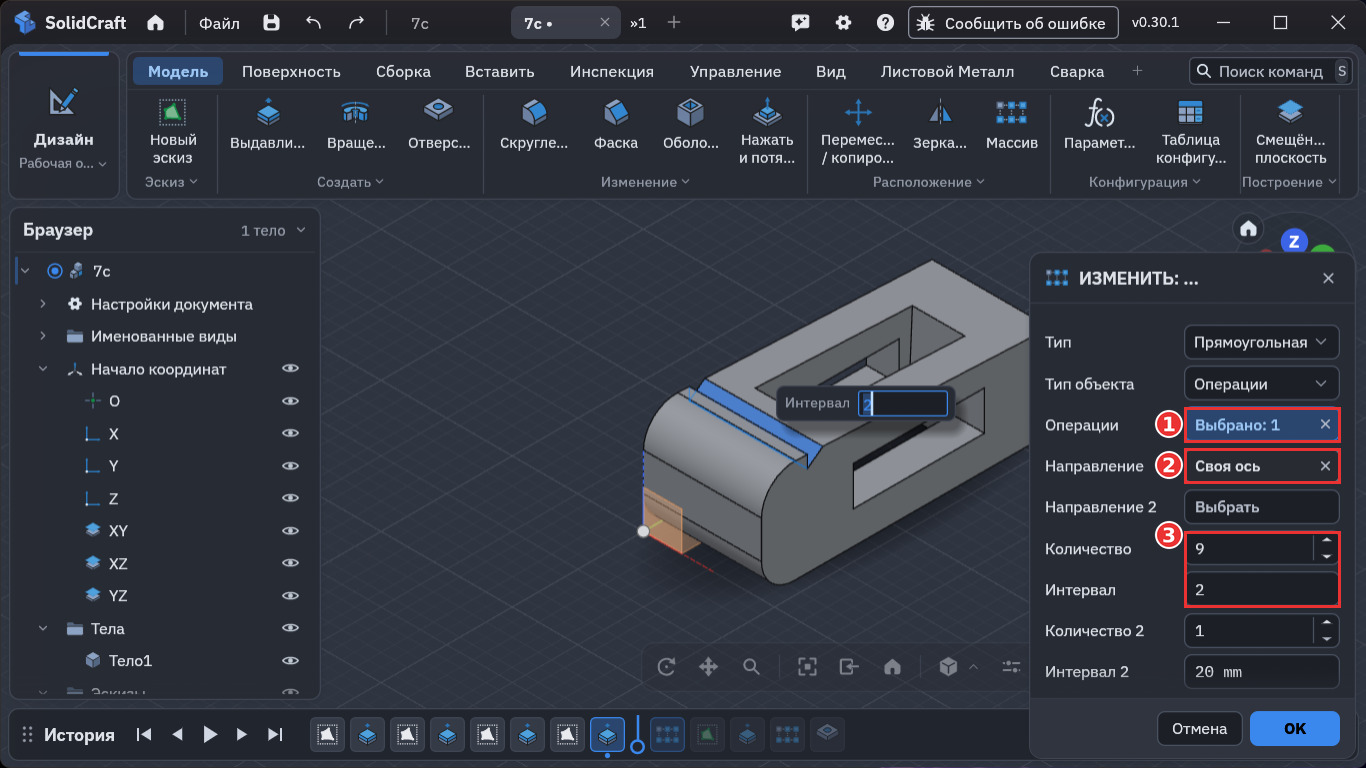 SolidCraft
Файл
7с
7с •
»1
Сообщить об ошибке
v0.30.1
Дизайн
Рабочая о...
Модель
Поверхность
Сборка
Вставить
Инспекция
Управление
Вид
Листовой Металл
Сварка
Поиск команд
S
Новый
эскиз
Выдавли...
Враще...
Отверс...
Скругле...
Фаска
Оболо...
Нажать
и потя...
Перемес...
/ копиро...
Зерка...
Массив
Парамет...
Таблица
конфигу...
Смещён...
плоскость
Эскиз
Создать
Изменение
Расположение
Конфигурация
Построение
Браузер
1 тело
7с
Настройки документа
Именованные виды
Начало координат
O
X
Y
Z
XY
XZ
YZ
Тела
Тело1
Эскизы
Z
Интервал
2
ИЗМЕНИТЬ: ...
Тип
Прямоугольная
Тип объекта
Операции
Операции
1
Выбрано: 1
Направление
2
Своя ось
Направление 2
Выбрать
3
Количество
9
Интервал
2
Количество 2
1
Интервал 2
20 mm
Отмена
OK
История